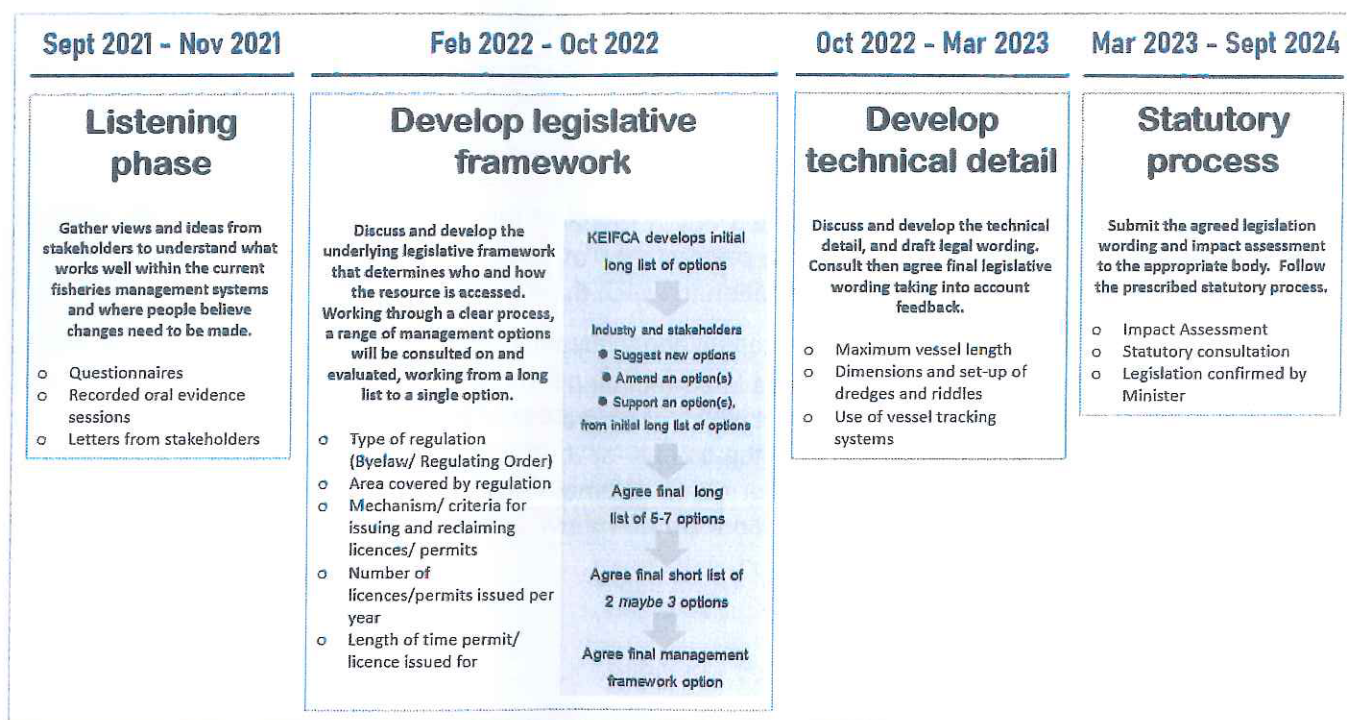 Sept 2021 - Nov 2021
Feb 2022 - Oct 2022
Oct 2022 - Mar 2023
Mar 2023 - Sept 2024
Listening
phase
Gather views and ideas from
stakeholders to understand what
works well within the current
fisheries management systems
and where people believe
changes need to be made.
o Questionnaires
o Recorded oral evidence
sessions
o Letters from stakeholders
Develop legislative
framework
Discuss and develop the
underlying legislative framework
that determines who and how
the resource is accessed.
Working through a clear process,
a range of management options
will be consulted on and
evaluated, working from a long
list to a single option.
o Type of regulation
(Byelaw/ Regulating Order)
o Area covered by regulation
o Mechanism/ criteria for
issuing and reclaiming
licences/ permits
o Number of
licences/permits issued per
year
o Length of time permit/
licence issued for
KEIFCA develops initial
long list of options
Industry and stakeholders
● Suggest new options
● Amend an option(s)
● Support an option(s),
from initial long list of options
Agree final long
list of 5-7 options
Agree final short list of
2 maybe 3 options
Agree final management
framework option
Develop
technical detail
Discuss and develop the technical
detail, and draft legal wording.
Consult then agree final legislative
wording taking into account
feedback.
o Maximum vessel length
o Dimensions and set-up of
dredges and riddles
o Use of vessel tracking
systems
Statutory
process
Submit the agreed legislation
wording and impact assessment
to the appropriate body. Follow
the prescribed statutory process.
o Impact Assessment
o Statutory consultation
o Legislation confirmed by
Minister